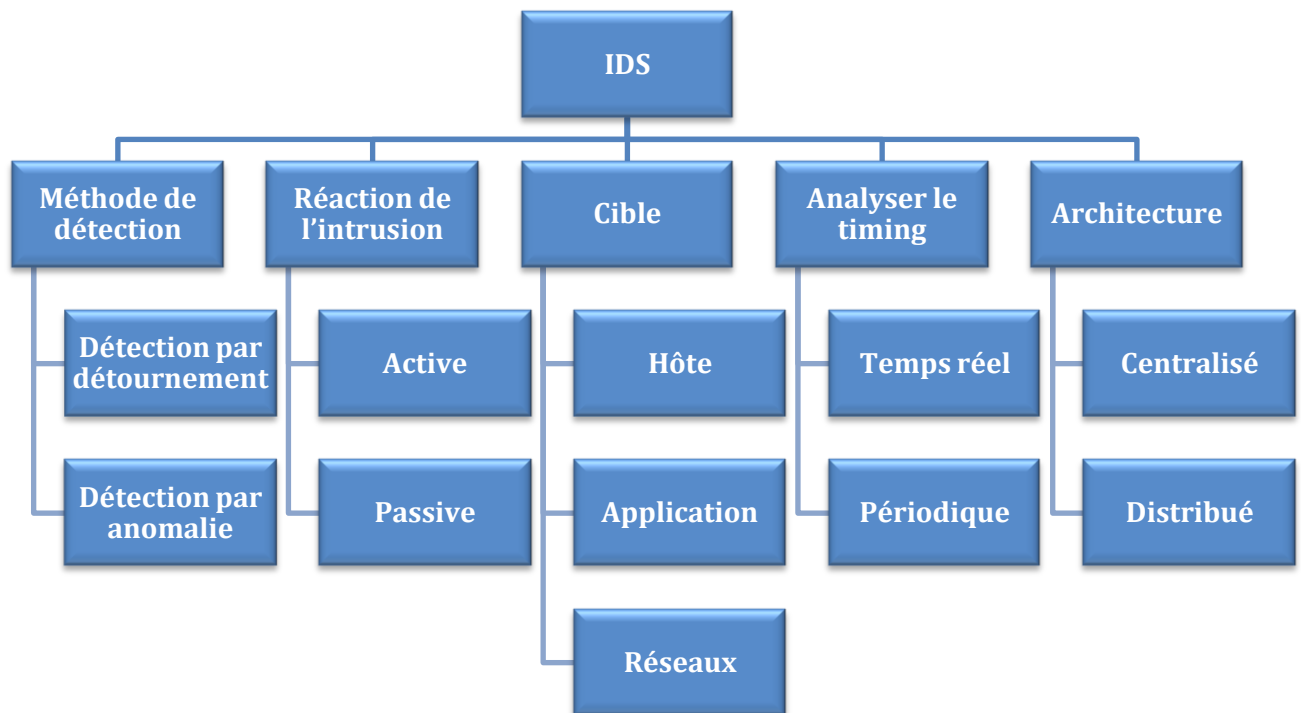 IDS
Méthode de
détection
Réaction de
l’intrusion
Cible
Analyser le
timing
Architecture
Détection par
détournement
Active
Hôte
Temps réel
Centralisé
Détection par
anomalie
Passive
Application
Périodique
Distribué
Réseaux